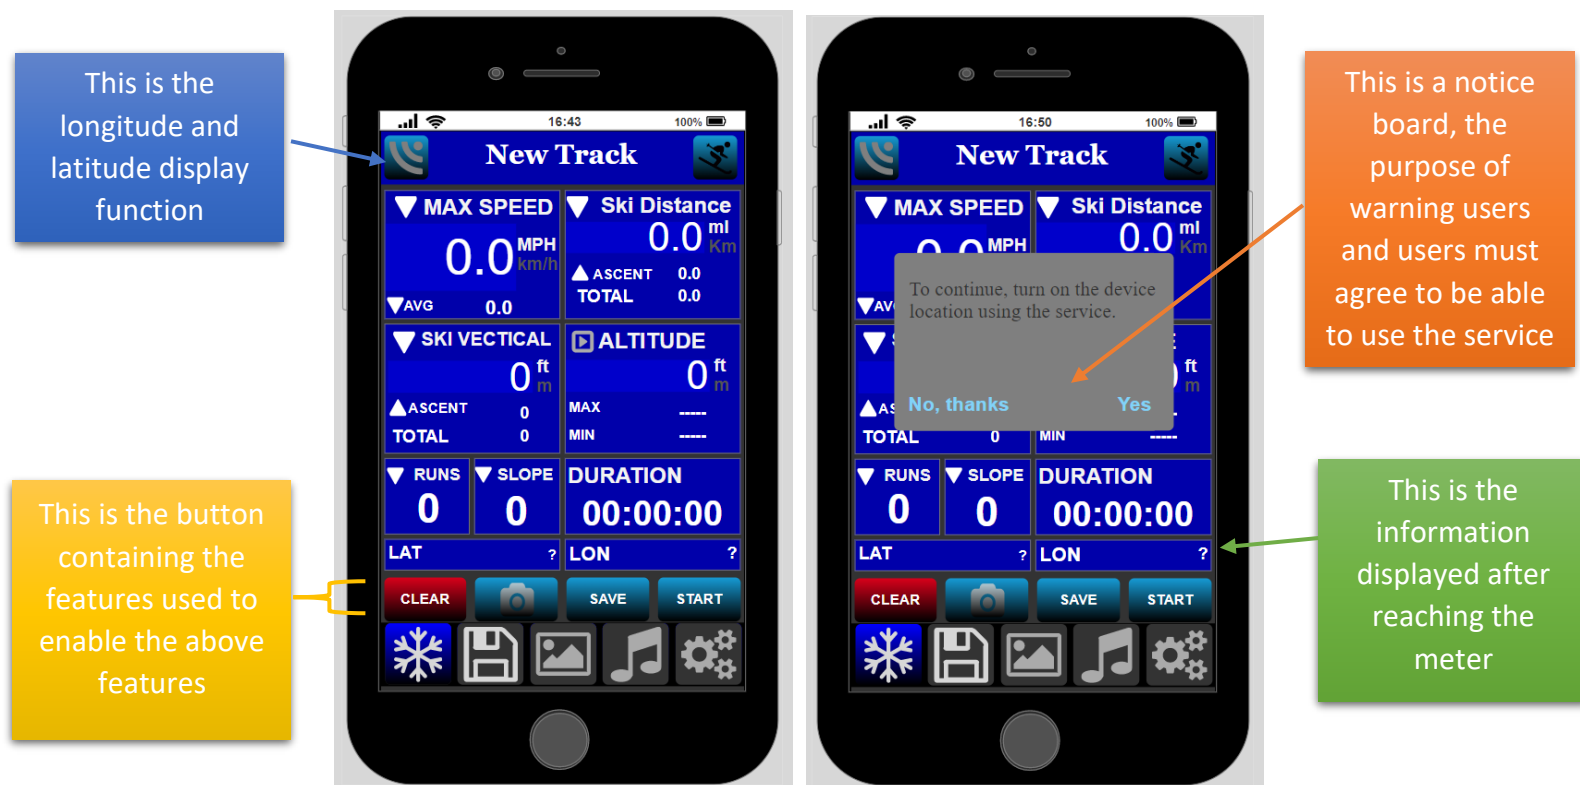 This is the
longitude and
latitude display
function
This is the button
containing the
features used to
enable the above
features
16:43 100%
New Track
MAX SPEED
0.0 MPH
km/h
AVG 0.0
Ski Distance
0.0 ml
Km
ASCENT 0.0
TOTAL 0.0
SKI VECTICAL
0 ft
m
ASCENT 0
TOTAL 0
ALTITUDE
0 ft
m
MAX -----
MIN -----
RUNS
0
SLOPE
0
DURATION
00:00:00
LAT ?
LON ?
CLEAR
SAVE
START
16:50 100%
New Track
MAX SPEED
0.0 MPH
Ski Distance
0.0 ml
Km
To continue, turn on the device
location using the service.
No, thanks Yes
ft
m
TOTAL 0
MIN -----
RUNS
0
SLOPE
0
DURATION
00:00:00
LAT ?
LON ?
CLEAR
SAVE
START
This is a notice
board, the
purpose of
warning users
and users must
agree to be able
to use the service
This is the
information
displayed after
reaching the
meter